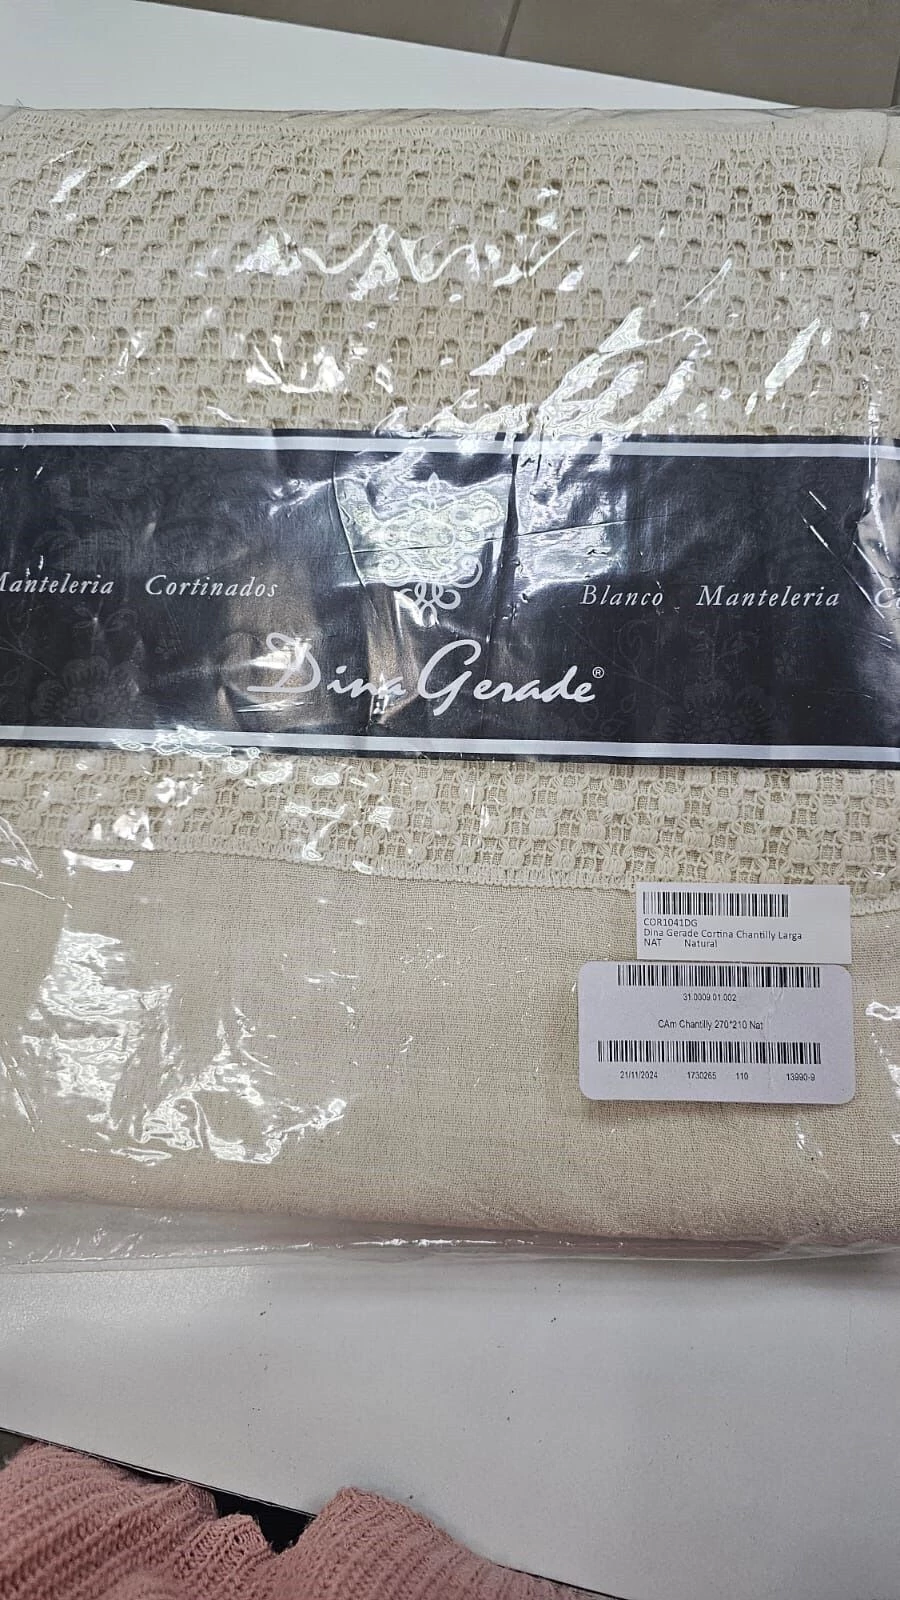 Manteleria Cortinados
Blanco Manteleria
Dina Gerade®
COR1041DG
Dina Gerade Cortina Chantilly Larga
NAT Natural
31.0009.01.002
CAm Chantilly 270*210 Nat
21/11/2024 1730265 110 13990-9